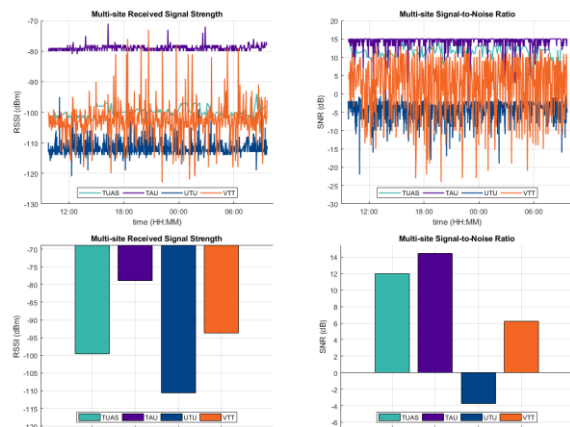 Multi-site Received Signal Strength
-70
-80
-90
-100
-110
-120
-130
RSSI (dBm)
12:00 18:00 00:00 06:00
time (HH:MM)
TUAS TAU UTU VTT
Multi-site Signal-to-Noise Ratio
20
15
10
5
0
-5
-10
-15
-20
-25
-30
SNR (dB)
12:00 18:00 00:00 06:00
time (HH:MM)
TUAS TAU UTU VTT
Multi-site Received Signal Strength
-70
-75
-80
-85
-90
-95
-100
-105
-110
-115
-120
RSSI (dBm)
TUAS TAU UTU VTT
Multi-site Signal-to-Noise Ratio
14
12
10
8
6
4
2
0
-2
-4
-6
SNR (dB)
TUAS TAU UTU VTT